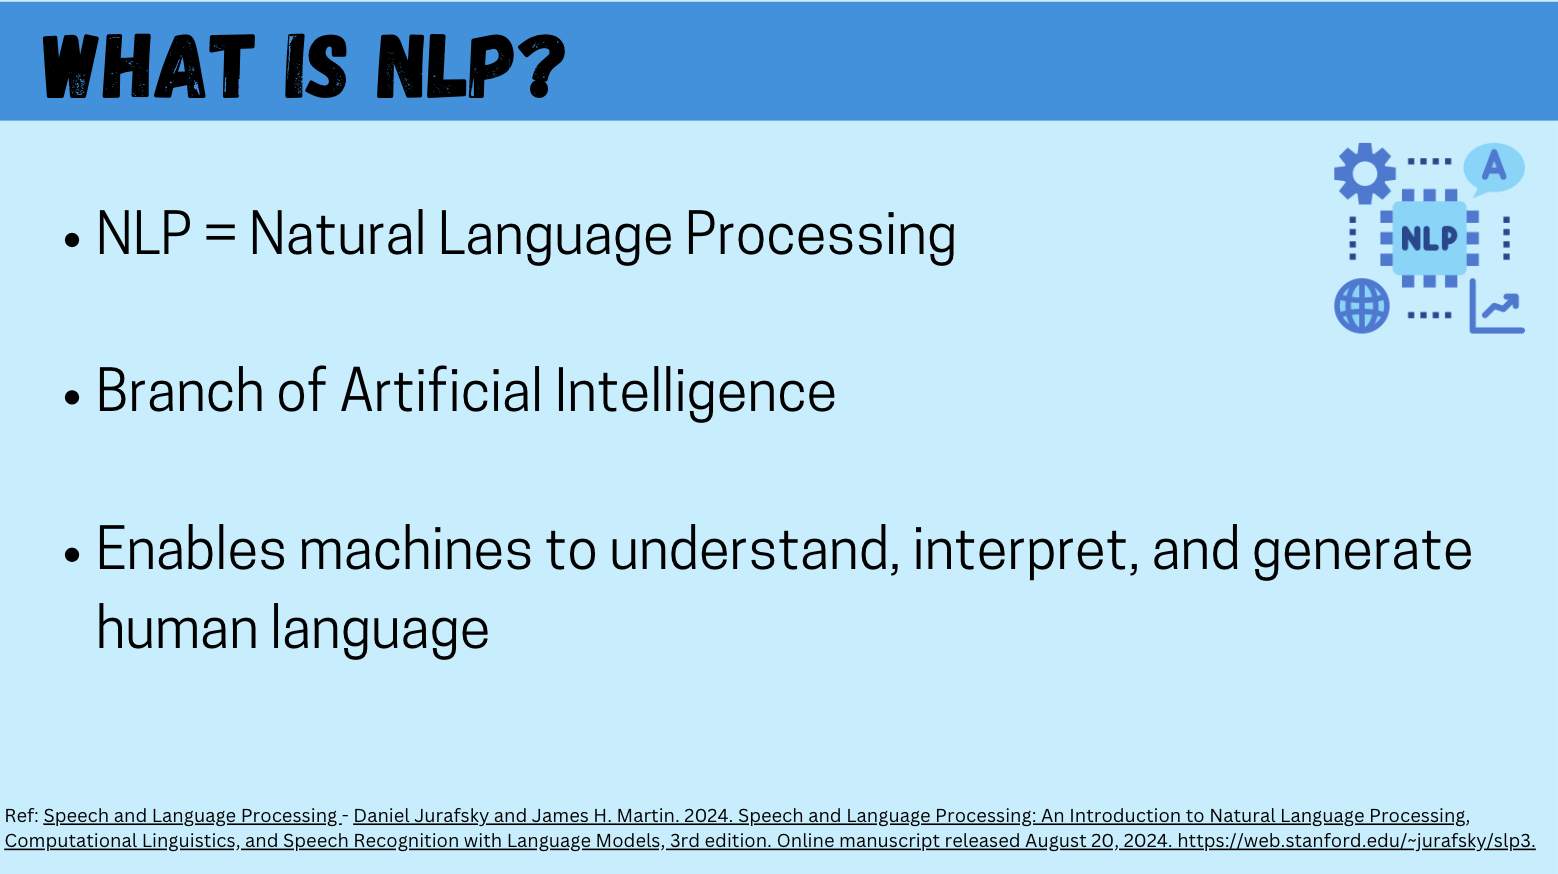 WHAT IS NLP?
A
NLP
• NLP = Natural Language Processing
• Branch of Artificial Intelligence
• Enables machines to understand, interpret, and generate
human language
Ref: Speech and Language Processing - Daniel Jurafsky and James H. Martin. 2024. Speech and Language Processing: An Introduction to Natural Language Processing,
Computational Linguistics, and Speech Recognition with Language Models, 3rd edition. Online manuscript released August 20, 2024. https://web.stanford.edu/~jurafsky/slp3.